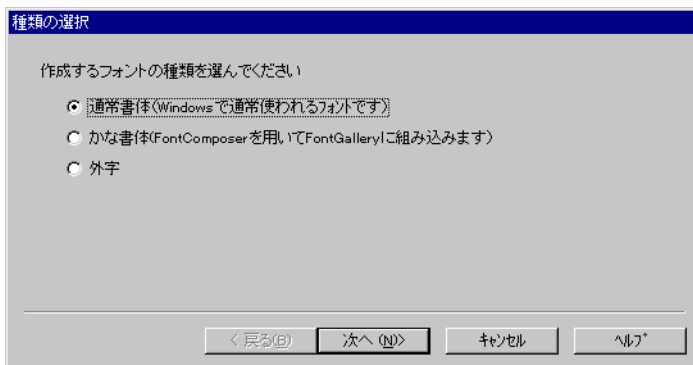 種類の選択
作成するフォントの種類を選んでください
通常書体(Windowsで通常使われるフォントです)
かな書体(FontComposerを用いてFontGalleryに組み込みます)
外字
< 戻る(B) 次へ (N)> キャンセル ヘルプ